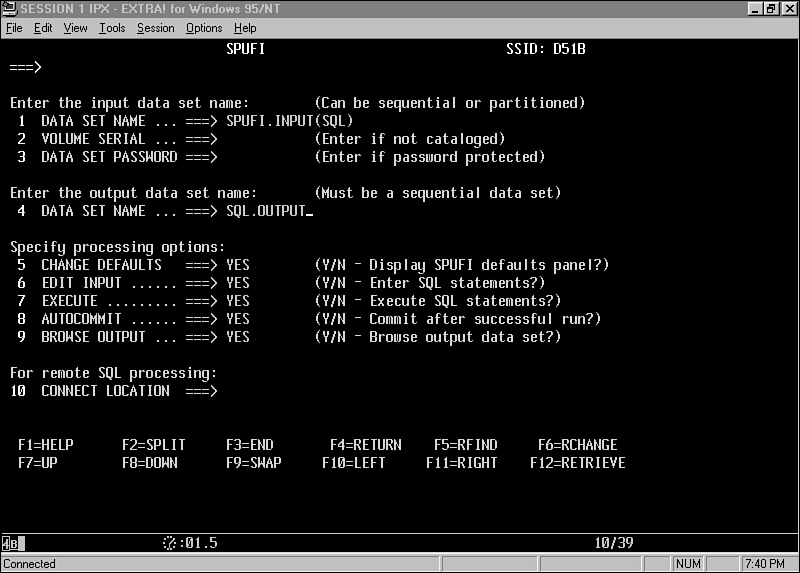 SESSION 1 IPX - EXTRA! for Windows 95/NT
File Edit View Tools Session Options Help
SPUFI SSID: D51B
===>
Enter the input data set name: (Can be sequential or partitioned)
1 DATA SET NAME ... ===> SPUFI.INPUT(SQL)
2 VOLUME SERIAL ... ===> (Enter if not cataloged)
3 DATA SET PASSWORD ===> (Enter if password protected)
Enter the output data set name: (Must be a sequential data set)
4 DATA SET NAME ... ===> SQL.OUTPUT_
Specify processing options:
5 CHANGE DEFAULTS ===> YES (Y/N - Display SPUFI defaults panel?)
6 EDIT INPUT ...... ===> YES (Y/N - Enter SQL statements?)
7 EXECUTE ......... ===> YES (Y/N - Execute SQL statements?)
8 AUTOCOMMIT ...... ===> YES (Y/N - Commit after successful run?)
9 BROWSE OUTPUT ... ===> YES (Y/N - Browse output data set?)
For remote SQL processing:
10 CONNECT LOCATION ===>
F1=HELP F2=SPLIT F3=END F4=RETURN F5=RFIND F6=RCHANGE
F7=UP F8=DOWN F9=SWAP F10=LEFT F11=RIGHT F12=RETRIEVE
4B :01.5 10/39
Connected NUM 7:40 PM